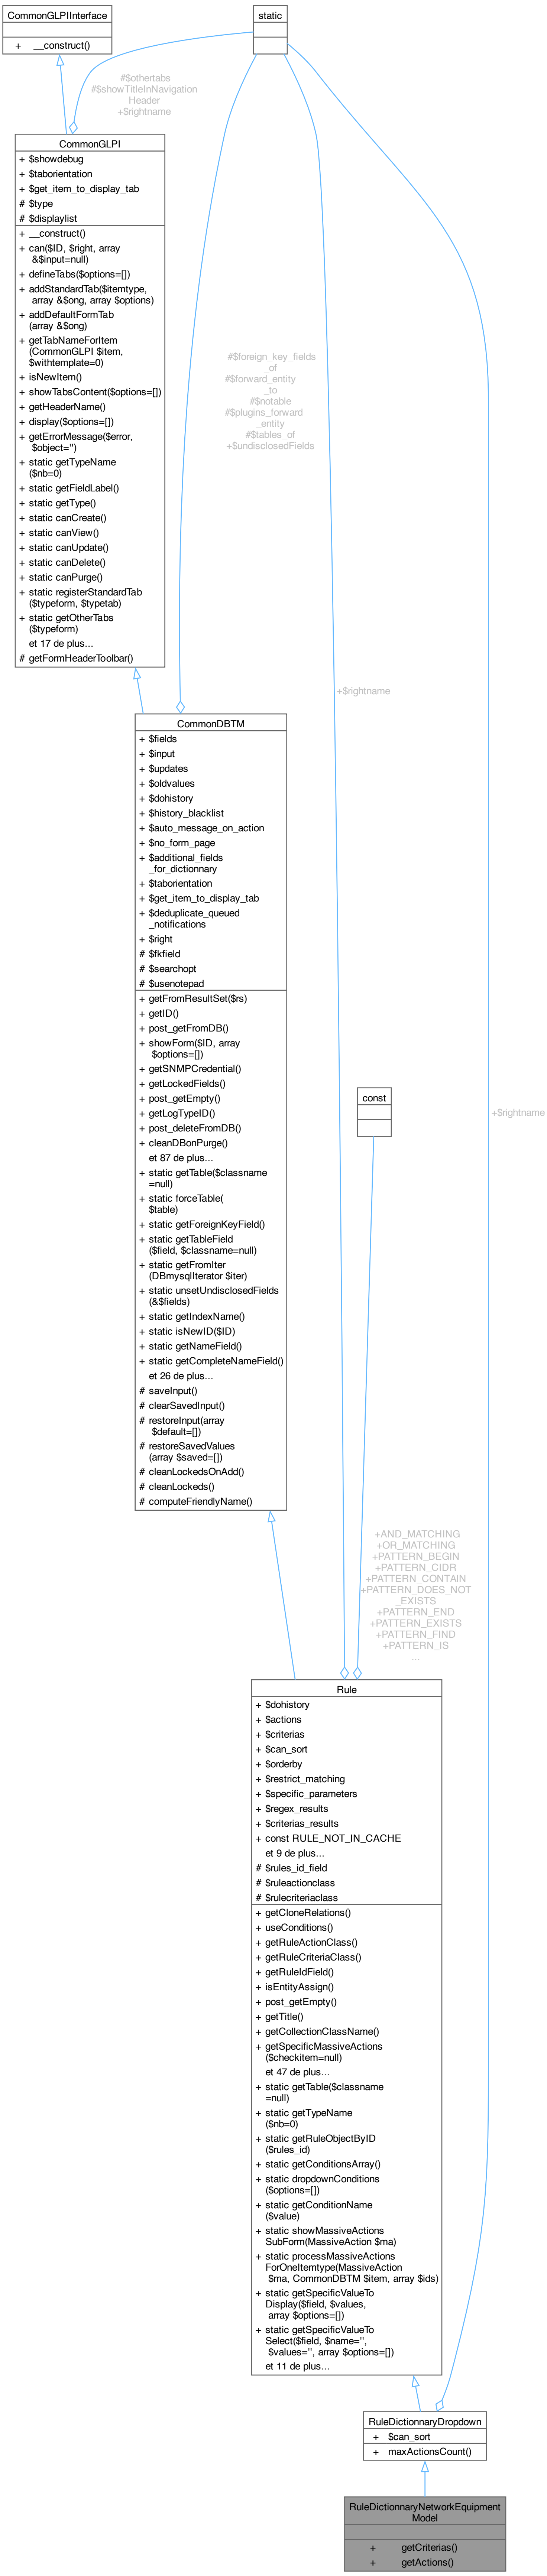 CommonGLPIInterface
+ __construct()
static
#$othertabs
#$showTitleInNavigation
Header
+$rightname
CommonGLPI
+ $showdebug
+ $taborientation
+ $get_item_to_display_tab
# $type
# $displaylist
+ __construct()
+ can($ID, $right, array
&$input=null)
+ defineTabs($options=[])
+ addStandardTab($itemtype,
array &$ong, array $options)
+ addDefaultFormTab
(array &$ong)
+ getTabNameForItem
(CommonGLPI $item,
$withtemplate=0)
+ isNewItem()
+ showTabsContent($options=[])
+ getHeaderName()
+ display($options=[])
+ getErrorMessage($error,
$object='')
+ static getTypeName
($nb=0)
+ static getFieldLabel()
+ static getType()
+ static canCreate()
+ static canView()
+ static canUpdate()
+ static canDelete()
+ static canPurge()
+ static registerStandardTab
($typeform, $typetab)
+ static getOtherTabs
($typeform)
et 17 de plus...
# getFormHeaderToolbar()
#$foreign_key_fields
_of
#$forward_entity
_to
#$notable
#$plugins_forward
_entity
#$tables_of
+$undisclosedFields
+$rightname
CommonDBTM
+ $fields
+ $input
+ $updates
+ $oldvalues
+ $dohistory
+ $history_blacklist
+ $auto_message_on_action
+ $no_form_page
+ $additional_fields
_for_dictionnary
+ $taborientation
+ $get_item_to_display_tab
+ $deduplicate_queued
_notifications
+ $right
# $fkfield
# $searchopt
# $usenotepad
+ getFromResultSet($rs)
+ getID()
+ post_getFromDB()
+ showForm($ID, array
$options=[])
+ getSNMPCredential()
+ getLockedFields()
+ post_getEmpty()
+ getLogTypeID()
+ post_deleteFromDB()
+ cleanDBonPurge()
et 87 de plus...
+ static getTable($classname
=null)
+ static forceTable(
$table)
+ static getForeignKeyField()
+ static getTableField
($field, $classname=null)
+ static getFromIter
(DBmysqlIterator $iter)
+ static unsetUndisclosedFields
(&$fields)
+ static getIndexName()
+ static isNewID($ID)
+ static getNameField()
+ static getCompleteNameField()
et 26 de plus...
# saveInput()
# clearSavedInput()
# restoreInput(array
$default=[])
# restoreSavedValues
(array $saved=[])
# cleanLockedsOnAdd()
# cleanLockeds()
# computeFriendlyName()
const
+$rightname
+AND_MATCHING
+OR_MATCHING
+PATTERN_BEGIN
+PATTERN_CIDR
+PATTERN_CONTAIN
+PATTERN_DOES_NOT
_EXISTS
+PATTERN_END
+PATTERN_EXISTS
+PATTERN_FIND
+PATTERN_IS
...
Rule
+ $dohistory
+ $actions
+ $criterias
+ $can_sort
+ $orderby
+ $restrict_matching
+ $specific_parameters
+ $regex_results
+ $criterias_results
+ const RULE_NOT_IN_CACHE
et 9 de plus...
# $rules_id_field
# $ruleactionclass
# $rulecriteriaclass
+ getCloneRelations()
+ useConditions()
+ getRuleActionClass()
+ getRuleCriteriaClass()
+ getRuleIdField()
+ isEntityAssign()
+ post_getEmpty()
+ getTitle()
+ getCollectionClassName()
+ getSpecificMassiveActions
($checkitem=null)
et 47 de plus...
+ static getTable($classname
=null)
+ static getTypeName
($nb=0)
+ static getRuleObjectByID
($rules_id)
+ static getConditionsArray()
+ static dropdownConditions
($options=[])
+ static getConditionName
($value)
+ static showMassiveActions
SubForm(MassiveAction $ma)
+ static processMassiveActions
ForOneItemtype(MassiveAction
$ma, CommonDBTM $item, array $ids)
+ static getSpecificValueTo
Display($field, $values,
array $options=[])
+ static getSpecificValueTo
Select($field, $name='',
$values='', array $options=[])
et 11 de plus...
RuleDictionnaryDropdown
+ $can_sort
+ maxActionsCount()
RuleDictionnaryNetworkEquipment
Model
+ getCriterias()
+ getActions()